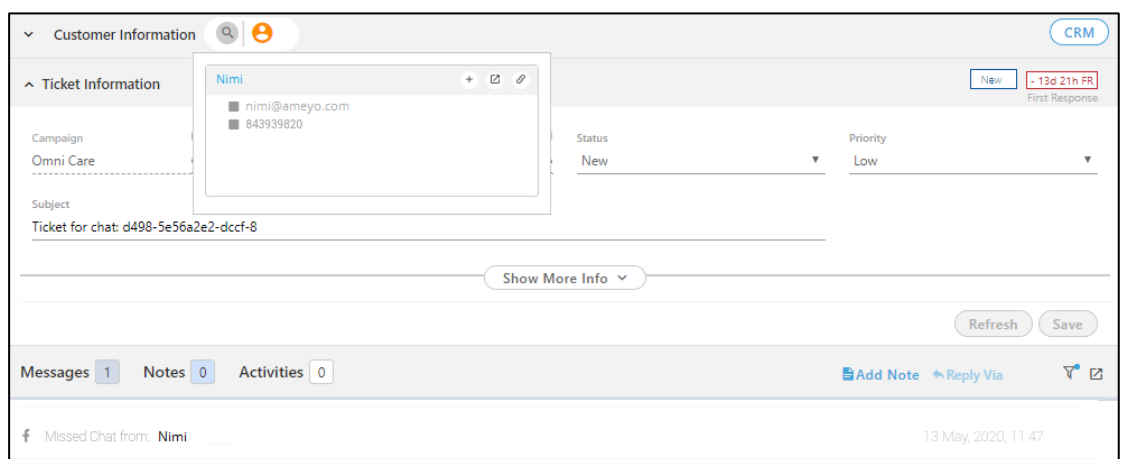 Customer Information
CRM
Ticket Information
Nimi
New
- 13d 21h FR
First Response
nimi@ameyo.com
843939820
Campaign
Status
Priority
Omni Care
New
Low
Subject
Ticket for chat: d498-5e56a2e2-dccf-8
Show More Info
Refresh
Save
Messages 1 Notes 0 Activities 0
Add Note Reply Via
Missed Chat from: Nimi
13 May, 2020, 11:47